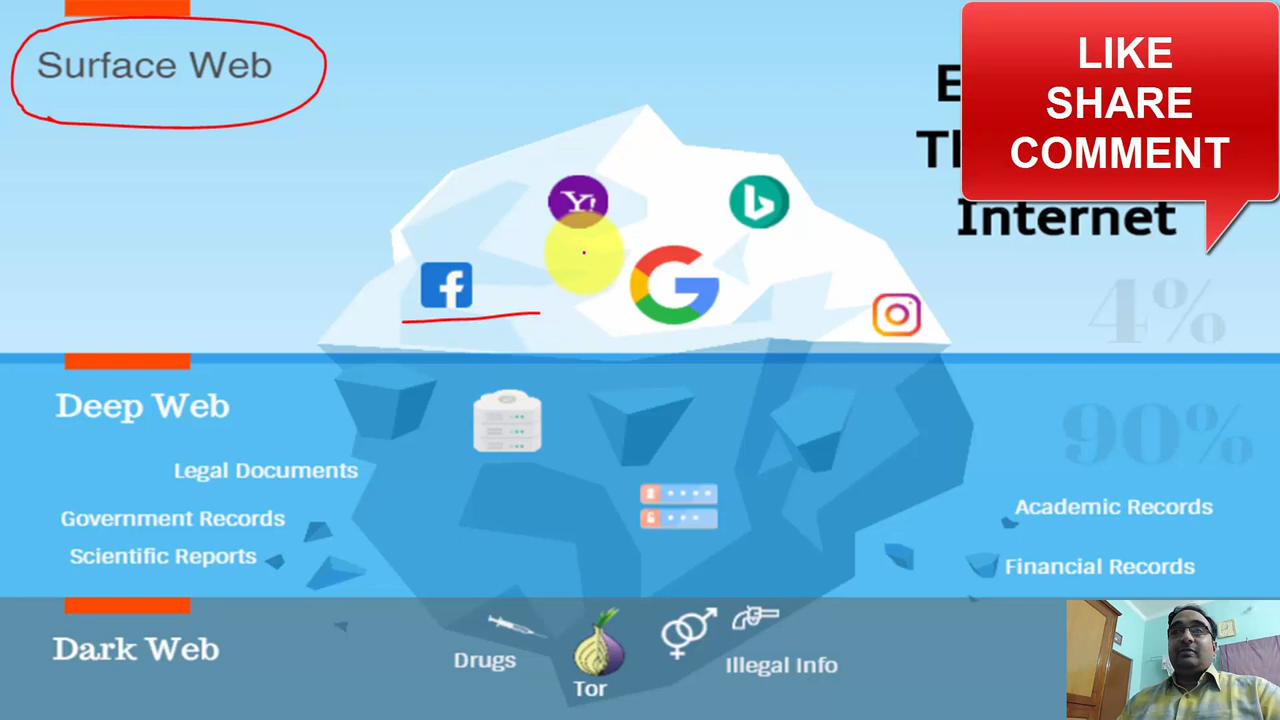 Surface Web
LIKE
SHARE
COMMENT
Internet
Y!
4%
Deep Web
90%
Legal Documents
Academic Records
Government Records
Scientific Reports
Financial Records
Dark Web
Drugs
Tor
Illegal Info